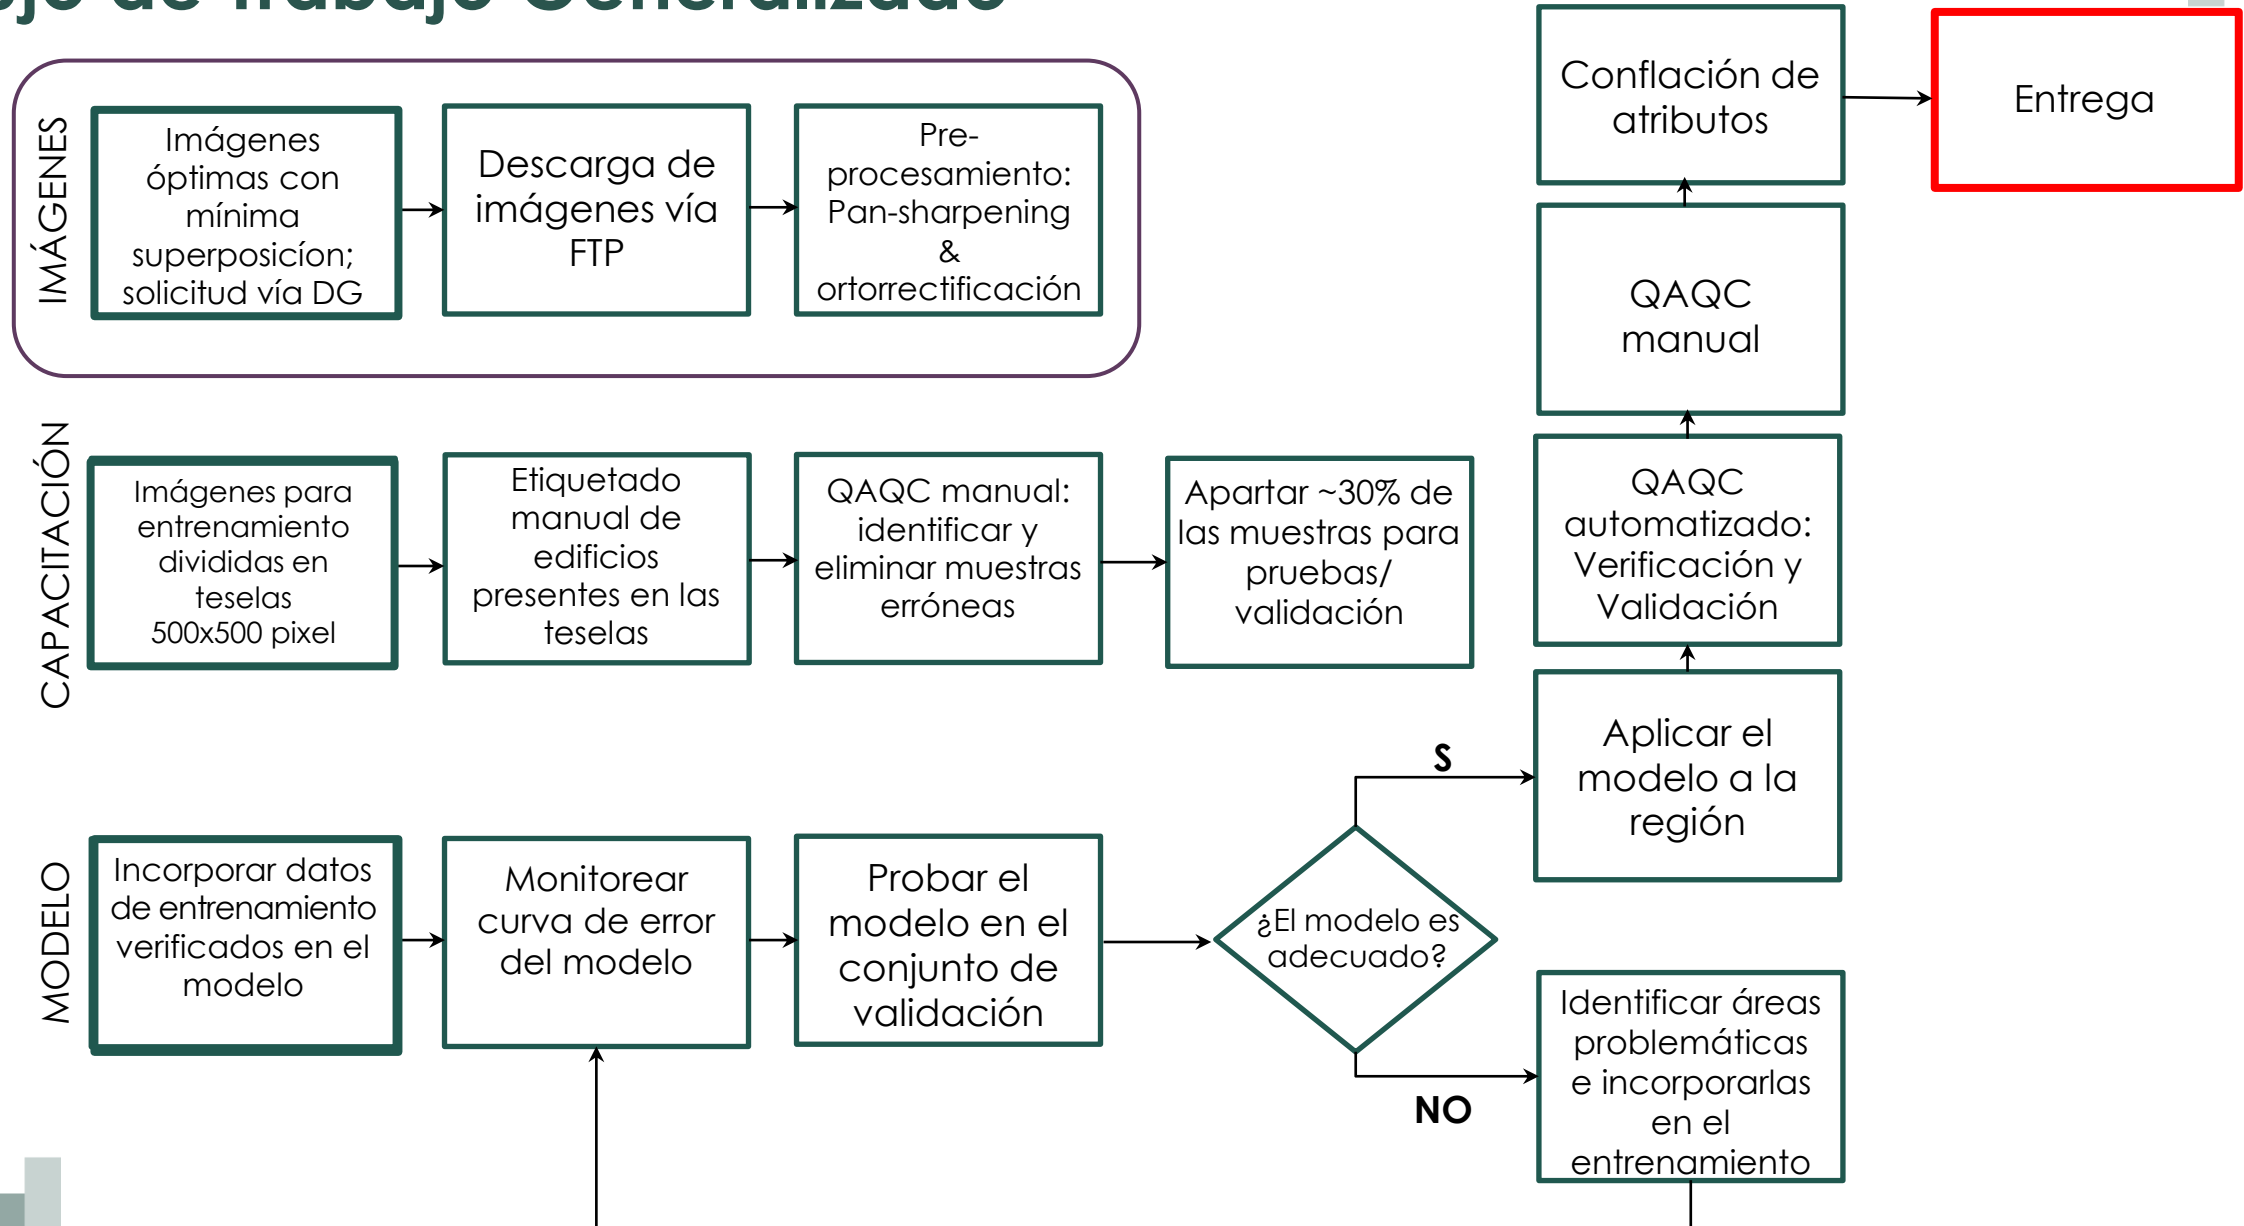 jo de Trabajo Generalizado
IMÁGENES
Imágenes
óptimas con
mínima
superposicíon;
solicitud vía DG
Descarga de
imágenes vía
FTP
Pre-
procesamiento:
Pan-sharpening
&
ortorrectificación
Conflación de
atributos
Entrega
QAQC
manual
CAPACITACIÓN
Imágenes para
entrenamiento
divididas en
teselas
500x500 pixel
Etiquetado
manual de
edificios
presentes en las
teselas
QAQC manual:
identificar y
eliminar muestras
erróneas
Apartar ~30% de
las muestras para
pruebas/
validación
QAQC
automatizado:
Verificación y
Validación
MODELO
Incorporar datos
de entrenamiento
verificados en el
modelo
Monitorear
curva de error
del modelo
Probar el
modelo en el
conjunto de
validación
¿El modelo es
adecuado?
S
Aplicar el
modelo a la
región
NO
Identificar áreas
problemáticas
e incorporarlas
en el
entrenamiento